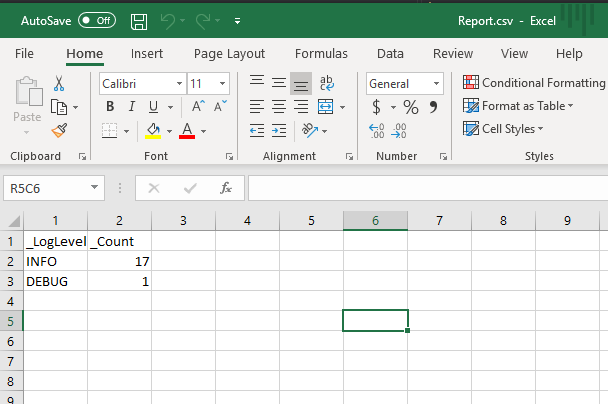 AutoSave Off Report.csv - Excel
File Home Insert Page Layout Formulas Data Review View Help
Paste
Calibri 11
B I U A A
ab
General
$ % 9
Conditional Formatting
Format as Table
Cell Styles
Clipboard Font Alignment Number Styles
R5C6 fx
1 2 3 4 5 6 7 8 9
1 _LogLevel _Count
2 INFO 17
3 DEBUG 1
4
5
6
7
8
9